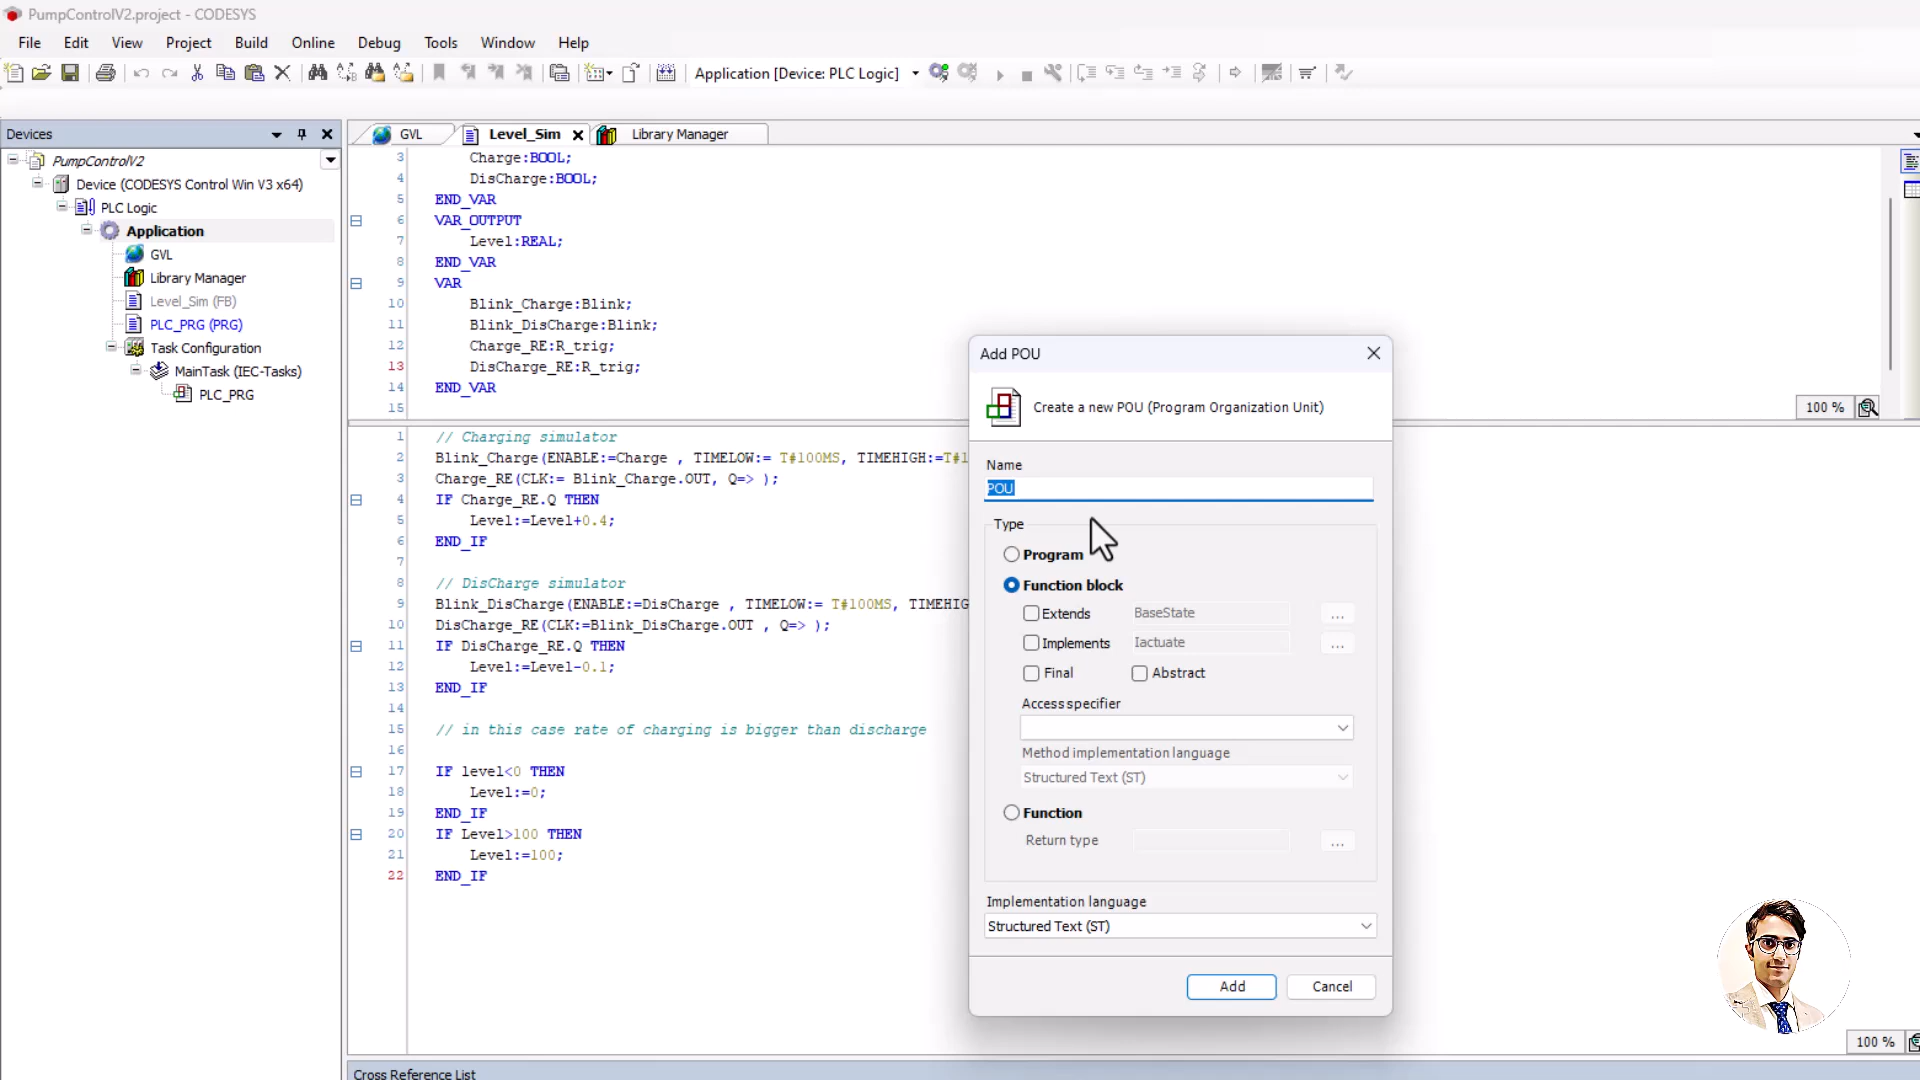 PumpControlV2.project - CODESYS
File Edit View Project Build Online Debug Tools Window Help
Application [Device: PLC Logic]
Devices
PumpControlV2
Device (CODESYS Control Win V3 x64)
PLC Logic
Application
GVL
Library Manager
Level_Sim (FB)
PLC_PRG (PRG)
Task Configuration
MainTask (IEC-Tasks)
PLC_PRG
GVL Level_Sim Library Manager
3 Charge:BOOL;
4 DisCharge:BOOL;
5 END_VAR
6 VAR_OUTPUT
7 Level:REAL;
8 END_VAR
9 VAR
10 Blink_Charge:Blink;
11 Blink_DisCharge:Blink;
12 Charge_RE:R_trig;
13 DisCharge_RE:R_trig;
14 END_VAR
15
100 %
1 // Charging simulator
2 Blink_Charge(ENABLE:=Charge , TIMELOW:= T#100MS, TIMEHIGH:=T#1
3 Charge_RE(CLK:= Blink_Charge.OUT, Q=> );
4 IF Charge_RE.Q THEN
5 Level:=Level+0.4;
6 END_IF
7
8 // DisCharge simulator
9 Blink_DisCharge(ENABLE:=DisCharge , TIMELOW:= T#100MS, TIMEHIG
10 DisCharge_RE(CLK:=Blink_DisCharge.OUT , Q=> );
11 IF DisCharge_RE.Q THEN
12 Level:=Level-0.1;
13 END_IF
14
15 // in this case rate of charging is bigger than discharge
16
17 IF level<0 THEN
18 Level:=0;
19 END_IF
20 IF Level>100 THEN
21 Level:=100;
22 END_IF
100 %
Cross Reference List
Add POU
Create a new POU (Program Organization Unit)
Name
POU
Type
Program
Function block
Extends BaseState ...
Implements Iactuate ...
Final Abstract
Access specifier
Method implementation language
Structured Text (ST)
Function
Return type ...
Implementation language
Structured Text (ST)
Add Cancel